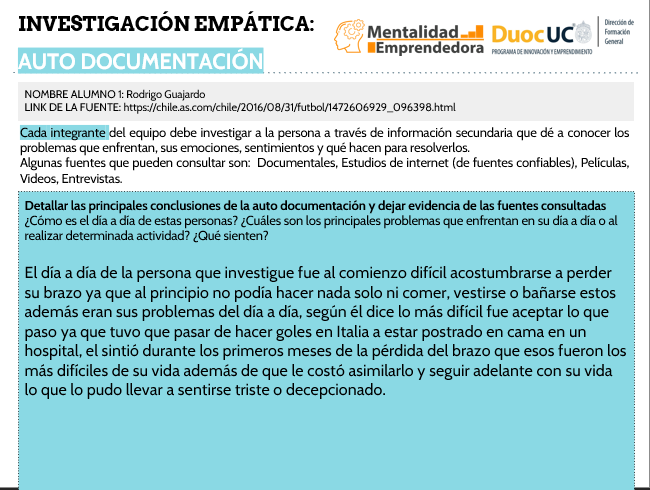 INVESTIGACIÓN EMPÁTICA:
AUTO DOCUMENTACIÓN
Mentalidad
Emprendedora
DuocUC
PROGRAMA DE INNOVACIÓN Y EMPRENDIMIENTO
Dirección de
Formación
General
NOMBRE ALUMNO 1: Rodrigo Guajardo
LINK DE LA FUENTE: https://chile.as.com/chile/2016/08/31/futbol/1472606929_096398.html
Cada integrante del equipo debe investigar a la persona a través de información secundaria que dé a conocer los
problemas que enfrentan, sus emociones, sentimientos y qué hacen para resolverlos.
Algunas fuentes que pueden consultar son: Documentales, Estudios de internet (de fuentes confiables), Películas,
Videos, Entrevistas.
Detallar las principales conclusiones de la auto documentación y dejar evidencia de las fuentes consultadas
¿Cómo es el día a día de estas personas? ¿Cuáles son los principales problemas que enfrentan en su día a día o al
realizar determinada actividad? ¿Qué sienten?
El día a día de la persona que investigue fue al comienzo difícil acostumbrarse a perder
su brazo ya que al principio no podía hacer nada solo ni comer, vestirse o bañarse estos
además eran sus problemas del día a día, según él dice lo más difícil fue aceptar lo que
paso ya que tuvo que pasar de hacer goles en Italia a estar postrado en cama en un
hospital, el sintió durante los primeros meses de la pérdida del brazo que esos fueron los
más difíciles de su vida además de que le costó asimilarlo y seguir adelante con su vida
lo que lo pudo llevar a sentirse triste o decepcionado.